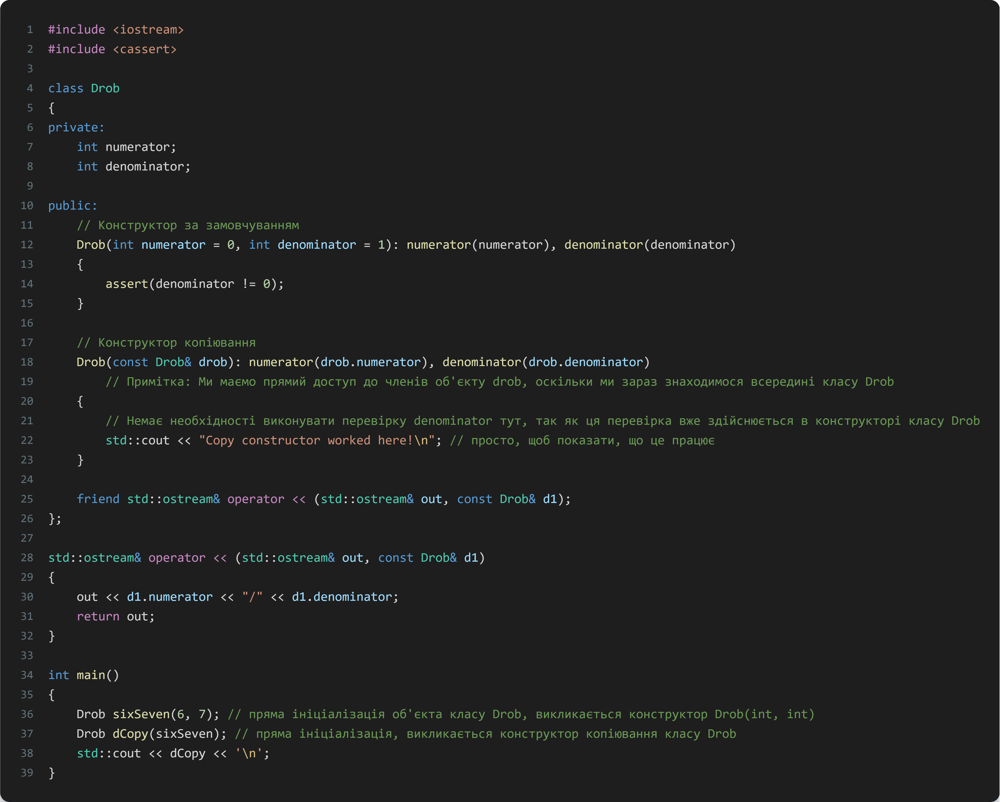 1 #include <iostream>
2 #include <cassert>
3
4 class Drob
5 {
6 private:
7     int numerator;
8     int denominator;
9
10 public:
11     // Конструктор за замовчуванням
12     Drob(int numerator = 0, int denominator = 1): numerator(numerator), denominator(denominator)
13     {
14         assert(denominator != 0);
15     }
16
17     // Конструктор копіювання
18     Drob(const Drob& drob): numerator(drob.numerator), denominator(drob.denominator)
19         // Примітка: Ми маємо прямий доступ до членів об'єкту drob, оскільки ми зараз знаходимося всередині класу Drob
20     {
21         // Немає необхідності виконувати перевірку denominator тут, так як ця перевірка вже здійснюється в конструкторі класу Drob
22         std::cout << "Copy constructor worked here!\n"; // просто, щоб показати, що це працює
23     }
24
25     friend std::ostream& operator << (std::ostream& out, const Drob& d1);
26 };
27
28 std::ostream& operator << (std::ostream& out, const Drob& d1)
29 {
30     out << d1.numerator << "/" << d1.denominator;
31     return out;
32 }
33
34 int main()
35 {
36     Drob sixSeven(6, 7); // пряма ініціалізація об'єкта класу Drob, викликається конструктор Drob(int, int)
37     Drob dCopy(sixSeven); // пряма ініціалізація, викликається конструктор копіювання класу Drob
38     std::cout << dCopy << '\n';
39 }